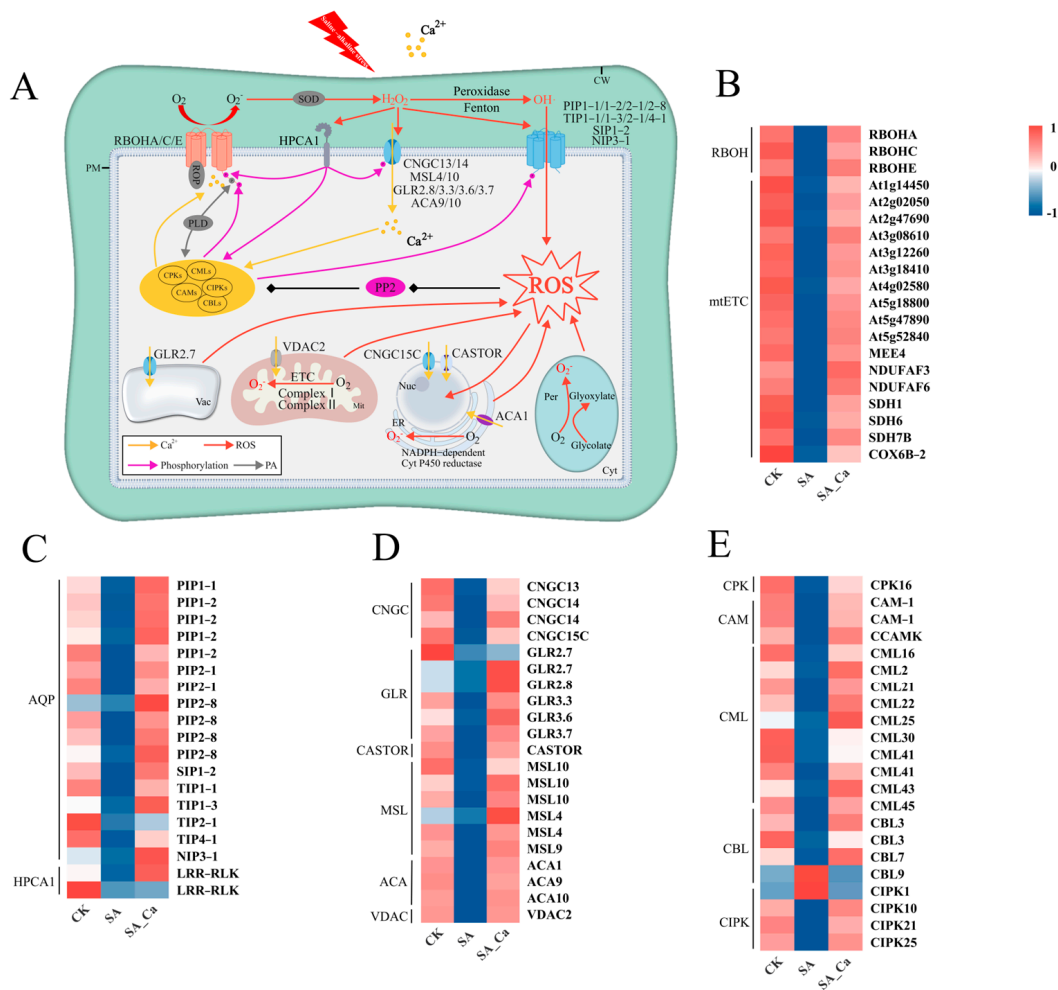 Saline-alkaline stress
Ca2+
A
CW
O2
O2-
SOD
H2O2
Peroxidase
Fenton
OH·
PIP1-1/1-2/2-1/2-8
TIP1-1/1-3/2-1/4-1
SIP1-2
NIP3-1
RBOHA/C/E
HPCA1
PM
ROP
CNGC13/14
MSL4/10
GLR2.8/3.3/3.6/3.7
ACA9/10
PLD
Ca2+
CPKs
CMLs
CAMs
CIPKs
CBLs
PP2
ROS
GLR2.7
VDAC2
CNGC15C
CASTOR
Vac
O2-
ETC
O2
Complex I
Complex II
Mit
Nuc
ER
ACA1
O2-
O2
NADPH-dependent
Cyt P450 reductase
O2-
Per
Glyoxylate
O2
Glycolate
Cyt
Ca2+
ROS
Phosphorylation
PA
B
RBOH
mtETC
RBOHA
RBOHC
RBOHE
At1g14450
At2g02050
At2g47690
At3g08610
At3g12260
At3g18410
At4g02580
At5g18800
At5g47890
At5g52840
MEE4
NDUFAF3
NDUFAF6
SDH1
SDH6
SDH7B
COX6B-2
CK
SA
SA_Ca
1
0
-1
C
AQP
HPCA1
PIP1-1
PIP1-2
PIP1-2
PIP1-2
PIP1-2
PIP2-1
PIP2-1
PIP2-8
PIP2-8
PIP2-8
PIP2-8
SIP1-2
TIP1-1
TIP1-3
TIP2-1
TIP4-1
NIP3-1
LRR-RLK
LRR-RLK
CK
SA
SA_Ca
D
CNGC
GLR
CASTOR
MSL
ACA
VDAC
CNGC13
CNGC14
CNGC14
CNGC15C
GLR2.7
GLR2.7
GLR2.8
GLR3.3
GLR3.6
GLR3.7
CASTOR
MSL10
MSL10
MSL10
MSL4
MSL4
MSL9
ACA1
ACA9
ACA10
VDAC2
CK
SA
SA_Ca
E
CPK
CAM
CML
CBL
CIPK
CPK16
CAM-1
CAM-1
CCAMK
CML16
CML2
CML21
CML22
CML25
CML30
CML41
CML41
CML43
CML45
CBL3
CBL3
CBL7
CBL9
CIPK1
CIPK10
CIPK21
CIPK25
CK
SA
SA_Ca